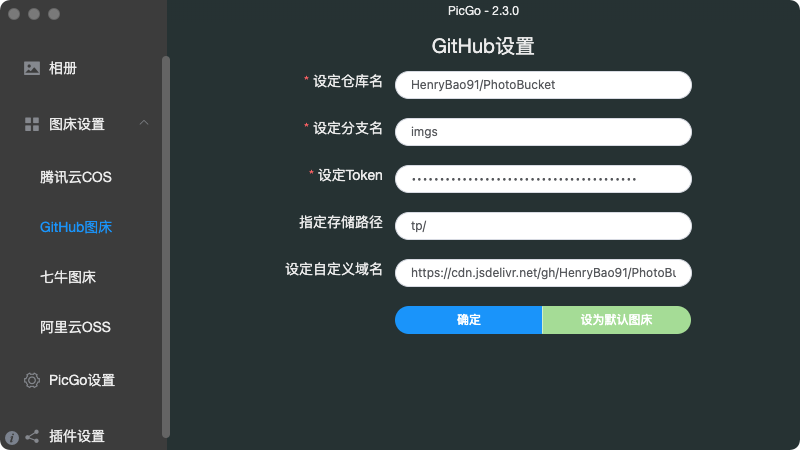 PicGo - 2.3.0
相册
图床设置
腾讯云COS
GitHub图床
七牛图床
阿里云OSS
PicGo设置
插件设置
GitHub设置
* 设定仓库名
HenryBao91/PhotoBucket
* 设定分支名
imgs
* 设定Token
指定存储路径
tp/
设定自定义域名
https://cdn.jsdelivr.net/gh/HenryBao91/PhotoBu
确定
设为默认图床